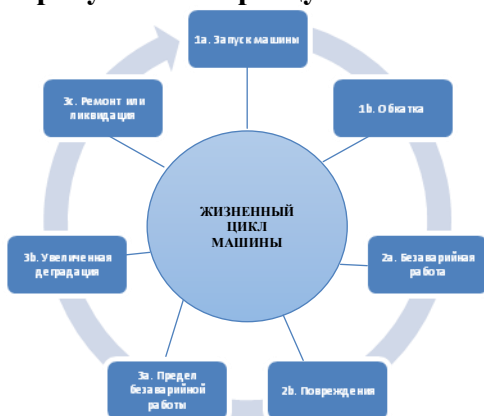 1a. Запуск машины
1b. Обкатка
2a. Безаварийная
работа
2b. Повреждения
3a. Предел
безаварийной
работы
3b. Увеличенная
деградация
3c. Ремонт или
ликвидация
ЖИЗНЕННЫЙ
ЦИКЛ
МАШИНЫ